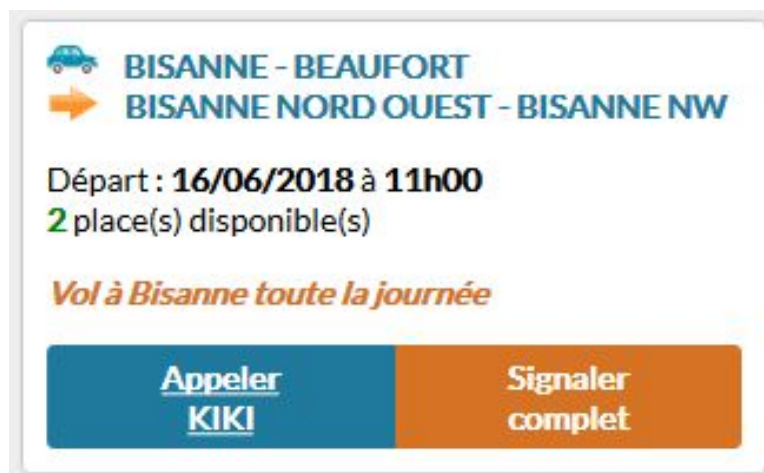 BISANNE - BEAUFORT
BISANNE NORD OUEST - BISANNE NW
Départ : 16/06/2018 à 11h00
2 place(s) disponible(s)
Vol à Bisanne toute la journée
Appeler
KIKI
Signaler
complet